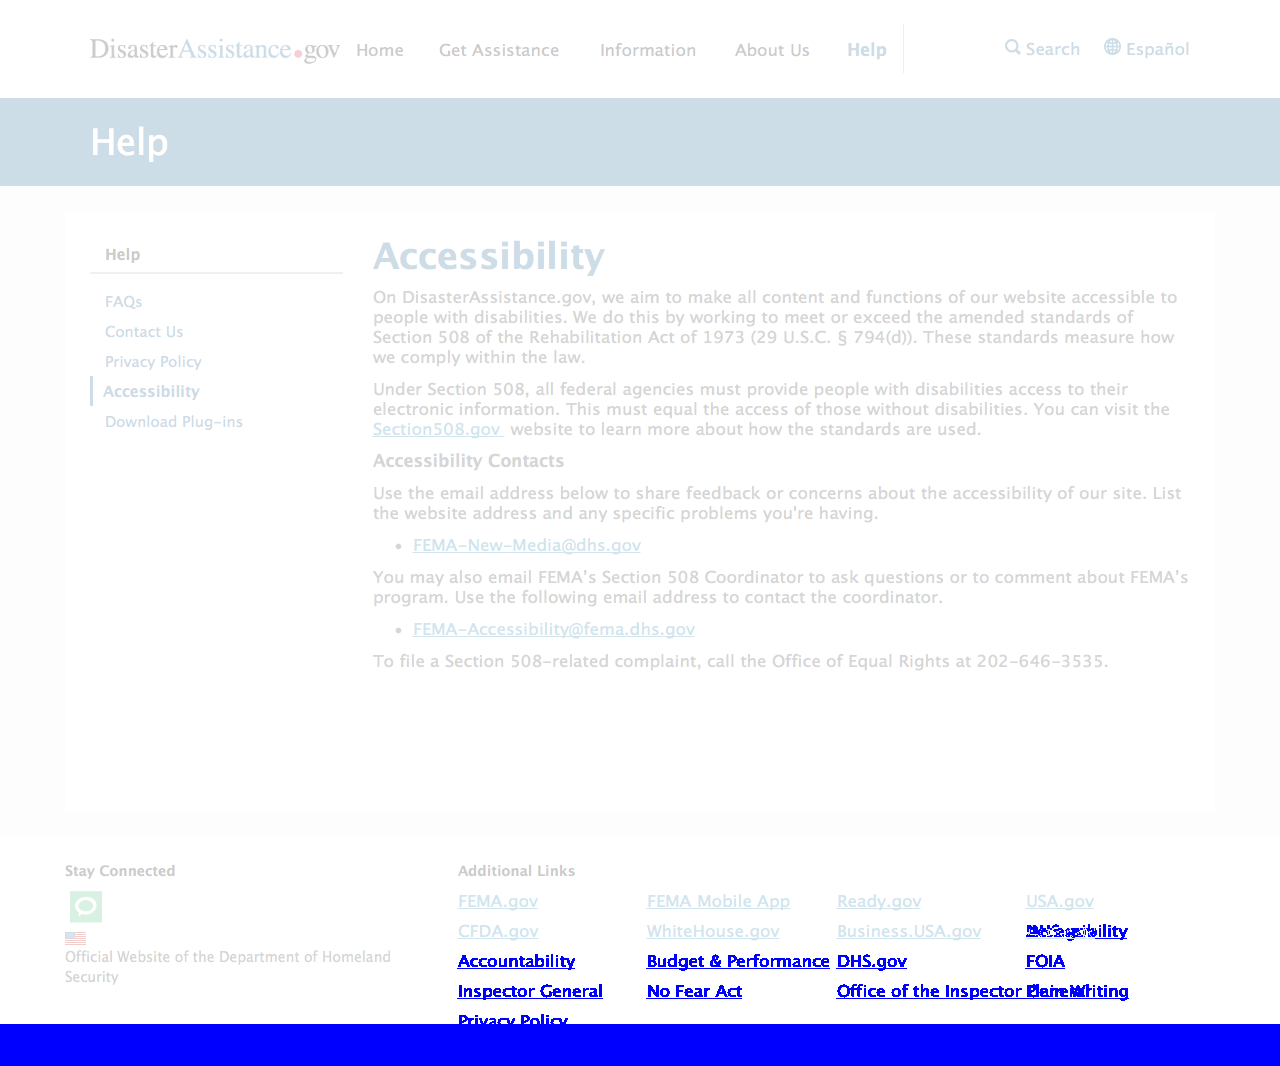 DisasterAssistance.gov Home Get Assistance Information About Us Help Search Español
Help
Help
FAQs
Contact Us
Privacy Policy
Accessibility
Download Plug-ins
Accessibility
On DisasterAssistance.gov, we aim to make all content and functions of our website accessible to
people with disabilities. We do this by working to meet or exceed the amended standards of
Section 508 of the Rehabilitation Act of 1973 (29 U.S.C. § 794(d)). These standards measure how
we comply within the law.
Under Section 508, all federal agencies must provide people with disabilities access to their
electronic information. This must equal the access of those without disabilities. You can visit the
Section508.gov website to learn more about how the standards are used.
Accessibility Contacts
Use the email address below to share feedback or concerns about the accessibility of our site. List
the website address and any specific problems you're having.
• FEMA-New-Media@dhs.gov
You may also email FEMA's Section 508 Coordinator to ask questions or to comment about FEMA's
program. Use the following email address to contact the coordinator.
• FEMA-Accessibility@fema.dhs.gov
To file a Section 508-related complaint, call the Office of Equal Rights at 202-646-3535.
Stay Connected
Official Website of the Department of Homeland
Security
Additional Links
FEMA.gov FEMA Mobile App Ready.gov USA.gov
CFDA.gov WhiteHouse.gov Business.USA.gov Accessibility
Accountability Budget & Performance DHS.gov FOIA
Inspector General No Fear Act Office of the Inspector General Plain Writing
Privacy Policy